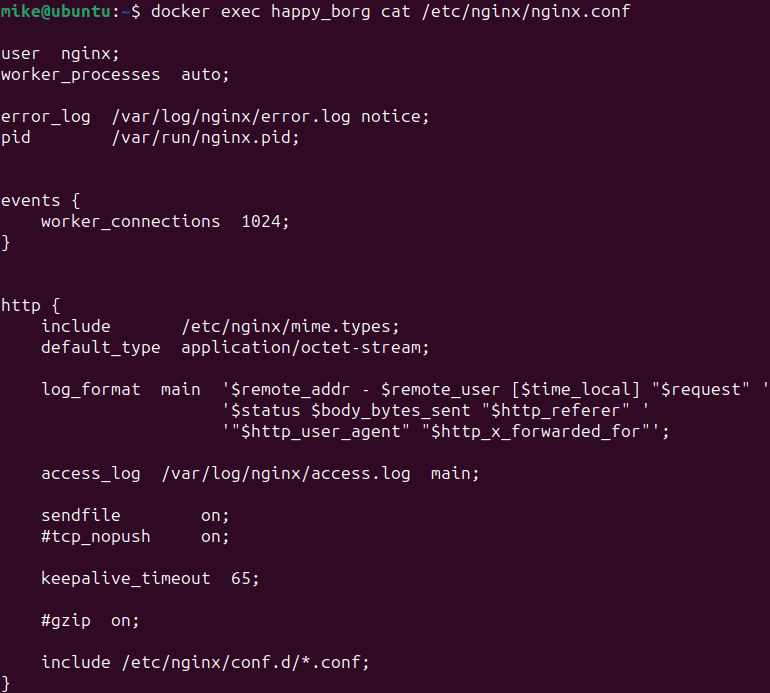 mike@ubuntu:~$ docker exec happy_borg cat /etc/nginx/nginx.conf

user  nginx;
worker_processes  auto;

error_log  /var/log/nginx/error.log notice;
pid        /var/run/nginx.pid;


events {
    worker_connections  1024;
}


http {
    include       /etc/nginx/mime.types;
    default_type  application/octet-stream;

    log_format  main  '$remote_addr - $remote_user [$time_local] "$request" '
                      '$status $body_bytes_sent "$http_referer" '
                      '"$http_user_agent" "$http_x_forwarded_for"';

    access_log  /var/log/nginx/access.log  main;

    sendfile        on;
    #tcp_nopush     on;

    keepalive_timeout  65;

    #gzip  on;

    include /etc/nginx/conf.d/*.conf;
}